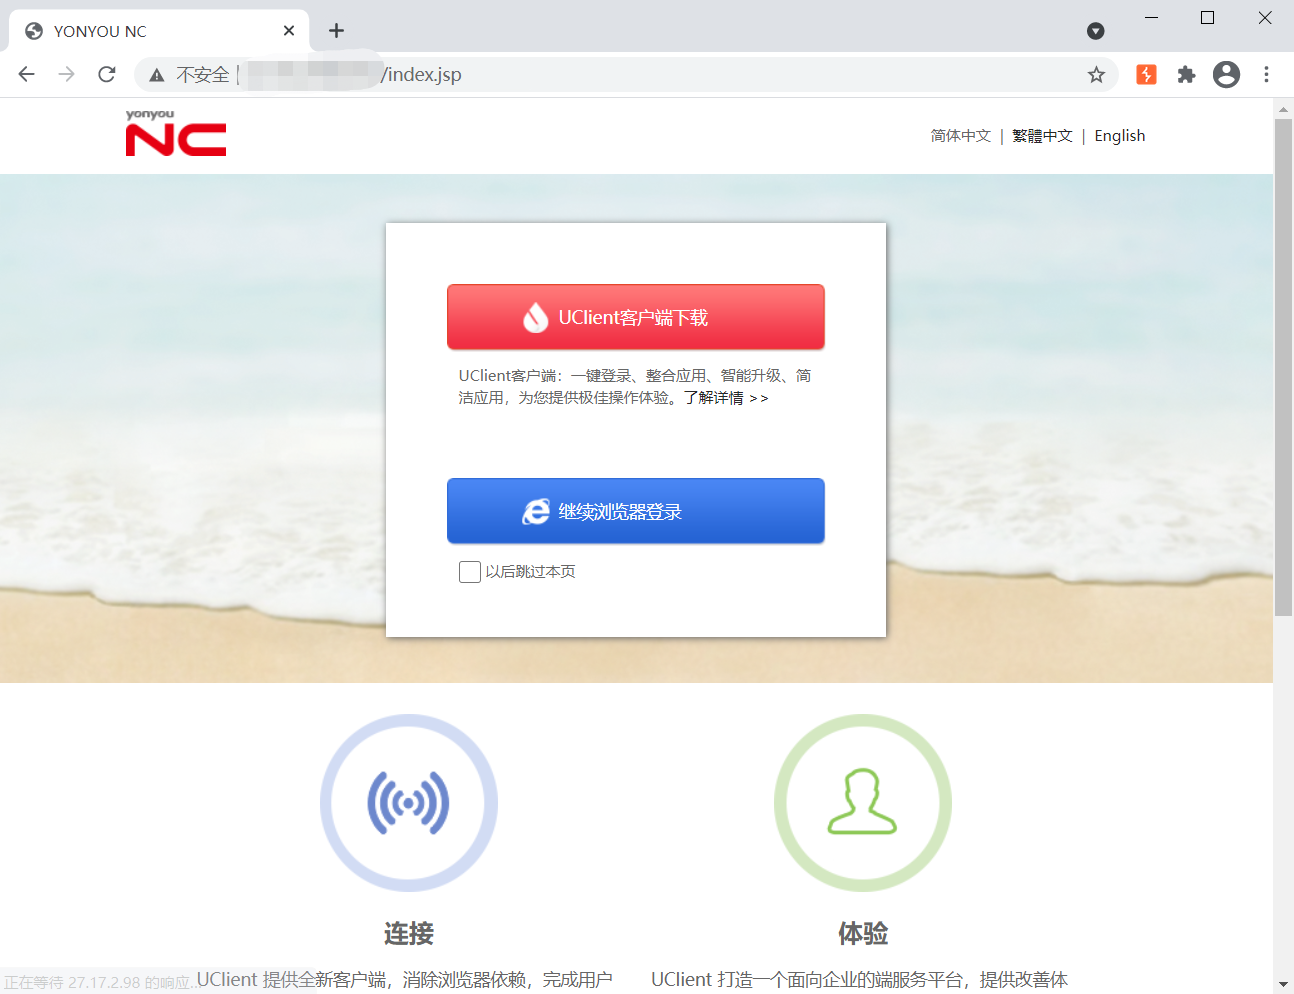 YONYOU NC
不安全 | /index.jsp
yonyou
NC
简体中文 | 繁體中文 | English
UClient客户端下载
UClient客户端：一键登录、整合应用、智能升级、简
洁应用，为您提供极佳操作体验。了解详情 >>
继续浏览器登录
以后跳过本页
连接
体验
UClient 提供全新客户端，消除浏览器依赖，完成用户
UClient 打造一个面向企业的端服务平台，提供改善体
正在等待 27.17.2.98 的响应...